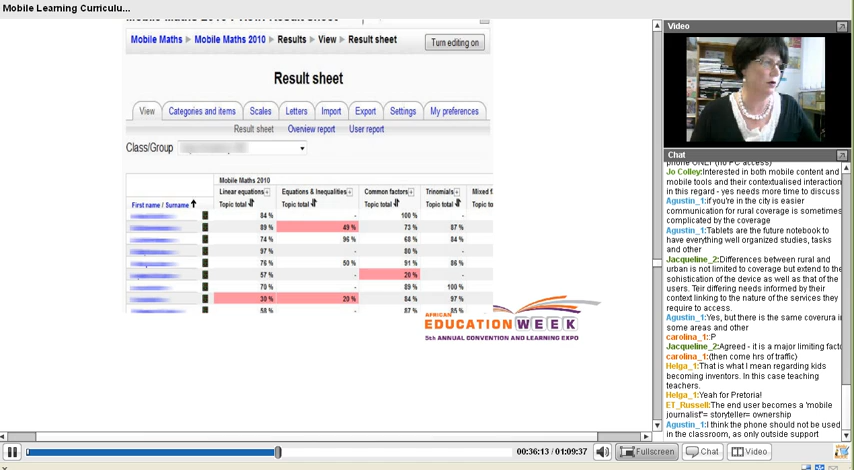 Mobile Learning Curriculu...
Mobile Maths ► Mobile Maths 2010 ► Results ► View ► Result sheet
Turn editing on
Result sheet
View Categories and items Scales Letters Import Export Settings My preferences
Result sheet Overview report User report
Class/Group
Mobile Maths 2010
Linear equations Equations & Inequalities Common factors Trinomials Mixed f
First name / Surname Topic total Topic total Topic total Topic total Topic t
84 % - 100 % -
89 % 49 % 73 % 87 %
74 % 96 % 68 % 84 %
97 % - 80 % -
76 % 50 % 91 % 86 %
57 % - 20 % -
70 % - 89 % 100 %
30 % 20 % 84 % 97 %
58 % - 87 % 85 %
AFRICAN
EDUCATION WEEK
5th ANNUAL CONVENTION AND LEARNING EXPO
Video
Chat
phone ONLY (no PC access)
Jo Colley:Interested in both mobile content and
mobile tools and their contextualised interaction
in this regard - yes needs more time to discuss
Agustin_1:if you're in the city is easier
communication for rural coverage is sometimes
complicated by the coverage
Agustin_1:Tablets are the future notebook to
have everything well organized studies, tasks
and other
Jacqueline_2:Differences between rural and
urban is not limited to coverage but extend to the
sohistication of the device as well as that of the
users. Teir differing needs informed by their
context linking to the nature of the services they
require to access.
Agustin_1:Yes, but there is the same coverura i
some areas and other
carolina_1::P
Jacqueline_2:Agreed - it is a major limiting facto
carolina_1:(then come hrs of traffic)
Helga_1:That is what I mean regarding kids
becoming inventors. In this case teaching
teachers.
Helga_1:Yeah for Pretoria!
ET_Russell:The end user becomes a 'mobile
journalist"= storyteller= ownership
Agustin_1:I think the phone should not be used
in the classroom, as only outside support
00:36:13 / 01:09:37
Fullscreen Chat Video